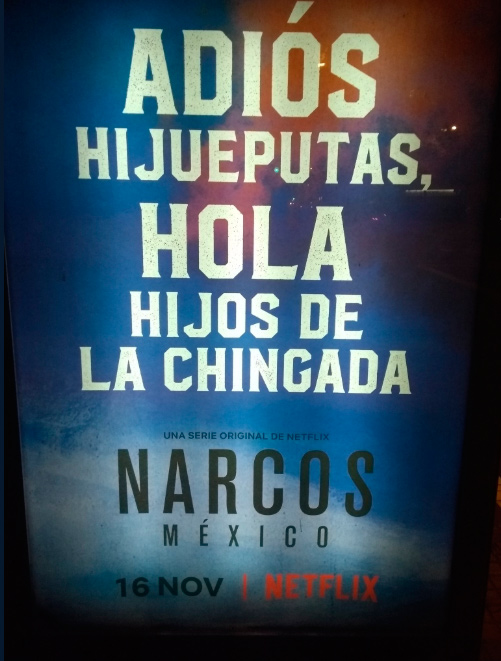 ADIÓS
HIJUEPUTAS,
HOLA
HIJOS DE
LA CHINGADA
UNA SERIE ORIGINAL DE NETFLIX
NARCOS
MÉXICO
16 NOV | NETFLIX